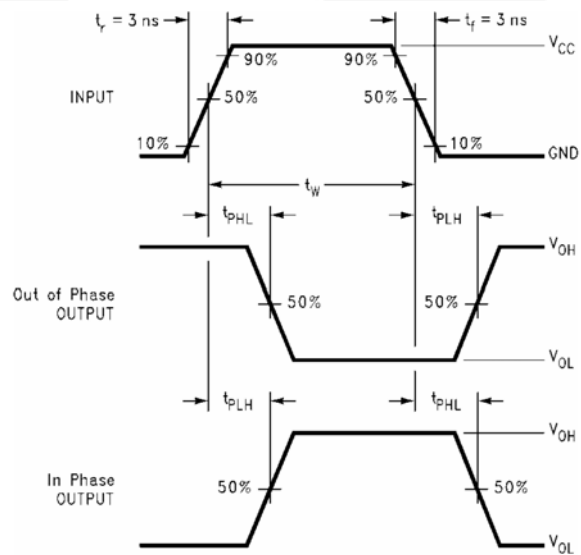 t_r = 3 ns
t_f = 3 ns
V_CC
90%
90%
INPUT
50%
50%
10%
10%
GND
t_W
t_PHL
t_PLH
V_OH
Out of Phase
OUTPUT
50%
50%
V_OL
t_PLH
t_PHL
V_OH
In Phase
OUTPUT
50%
50%
V_OL